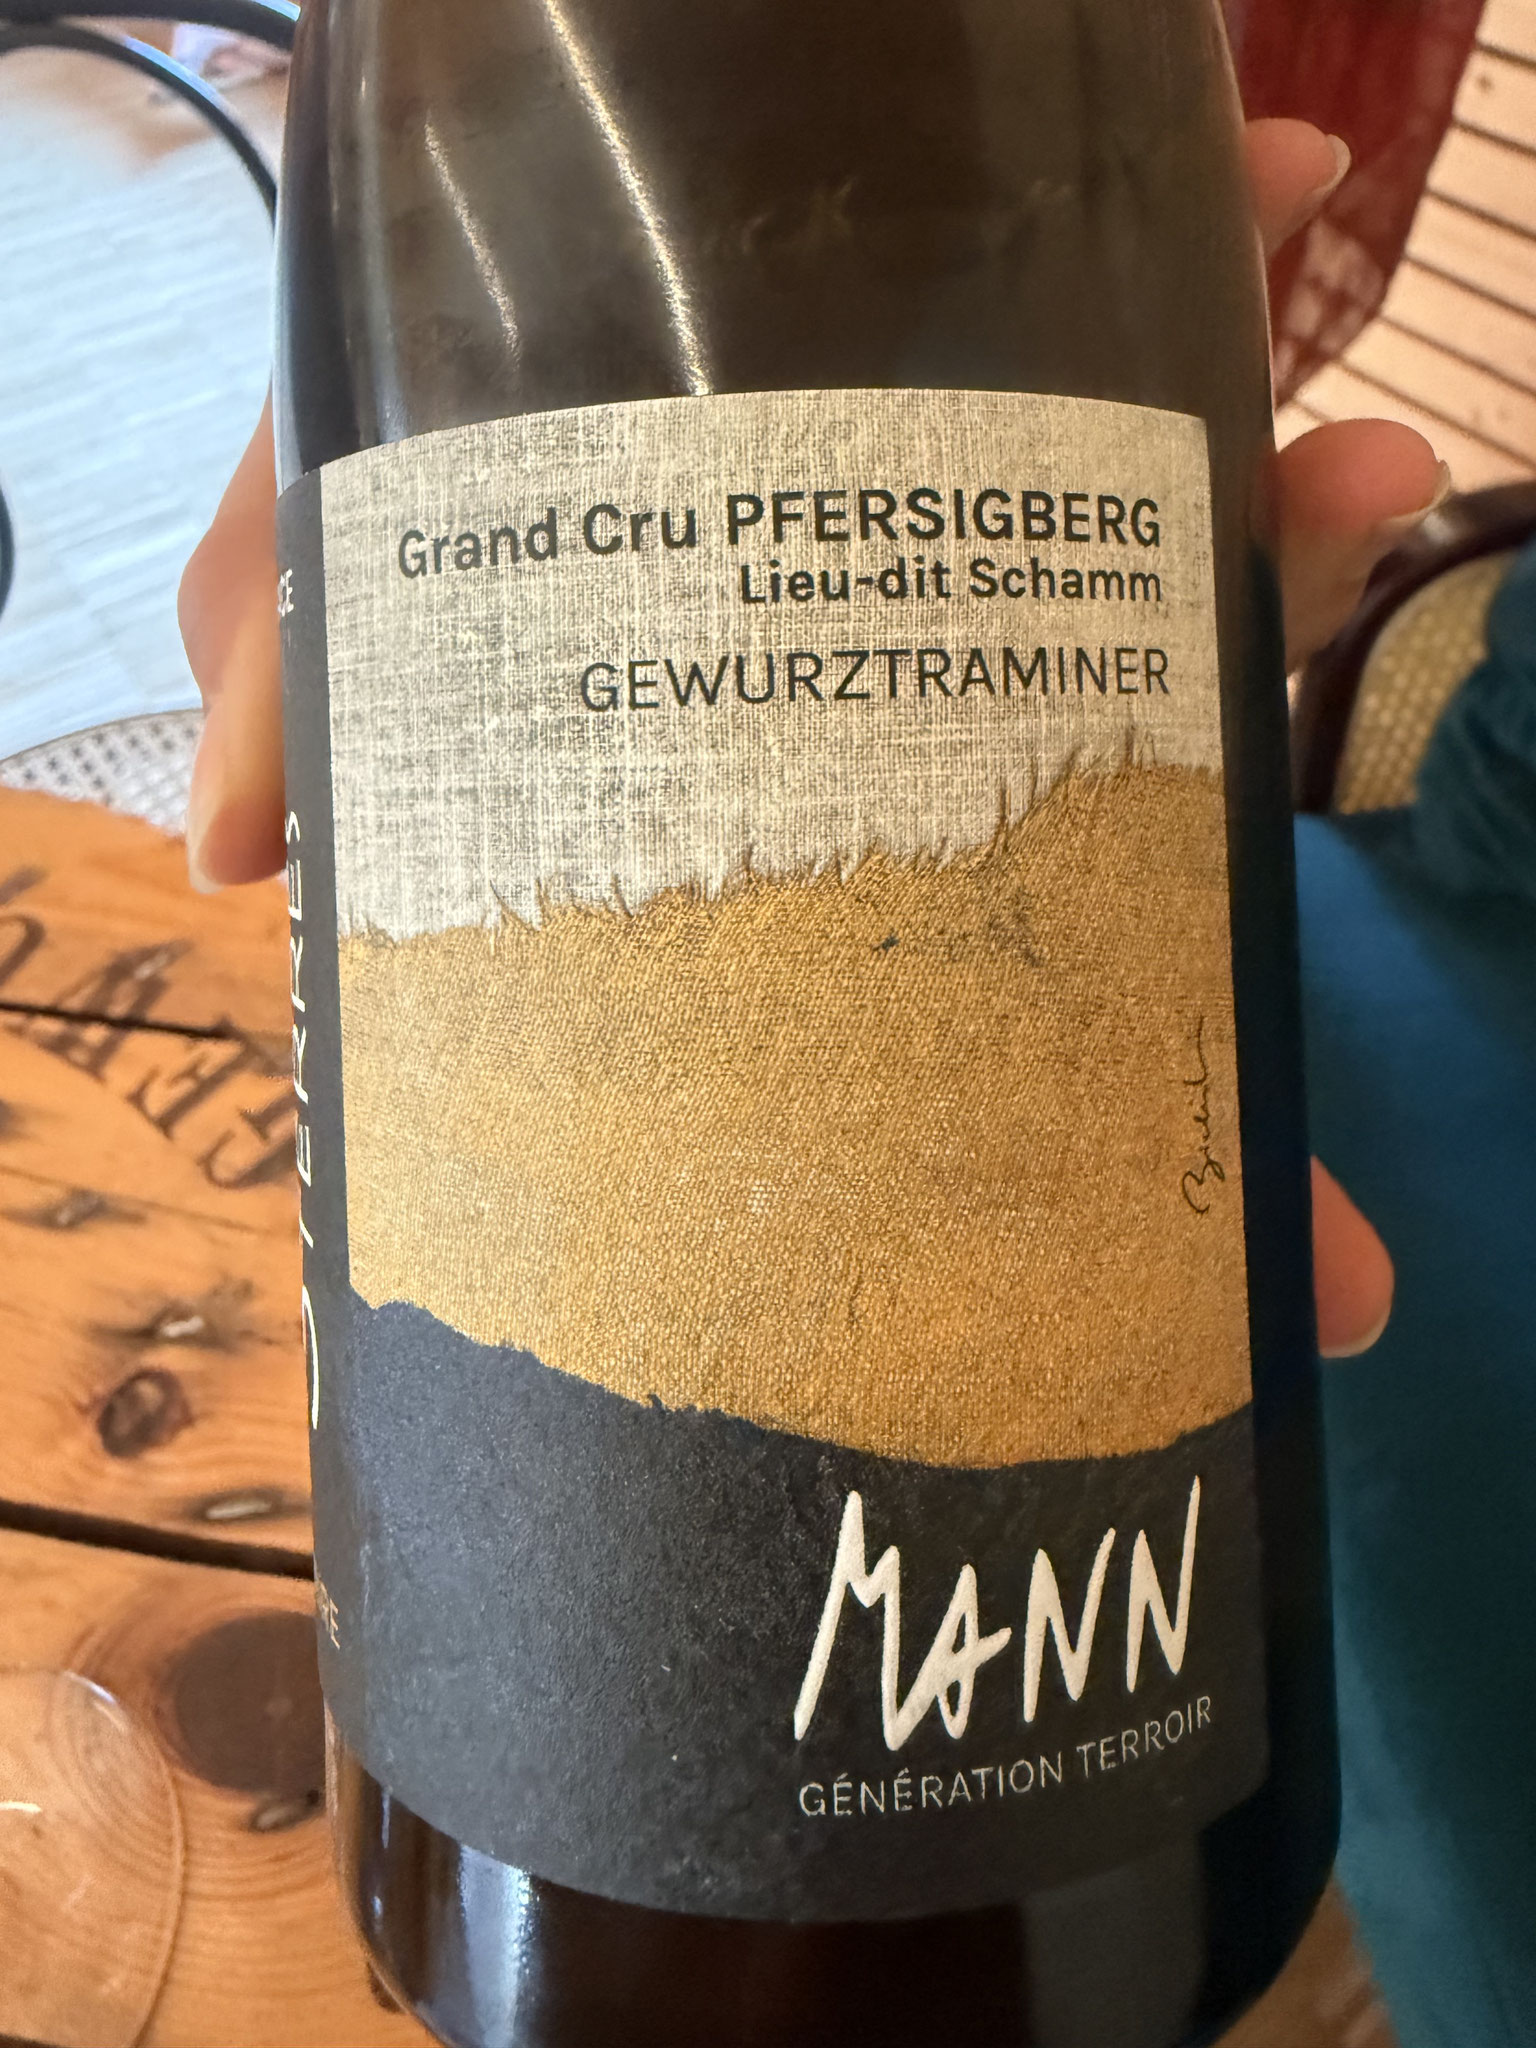 Grand Cru PFERSIGBERG
Lieu-dit Schamm
GEWURZTRAMINER
MANN
GÉNÉRATION TERROIR
TERRES